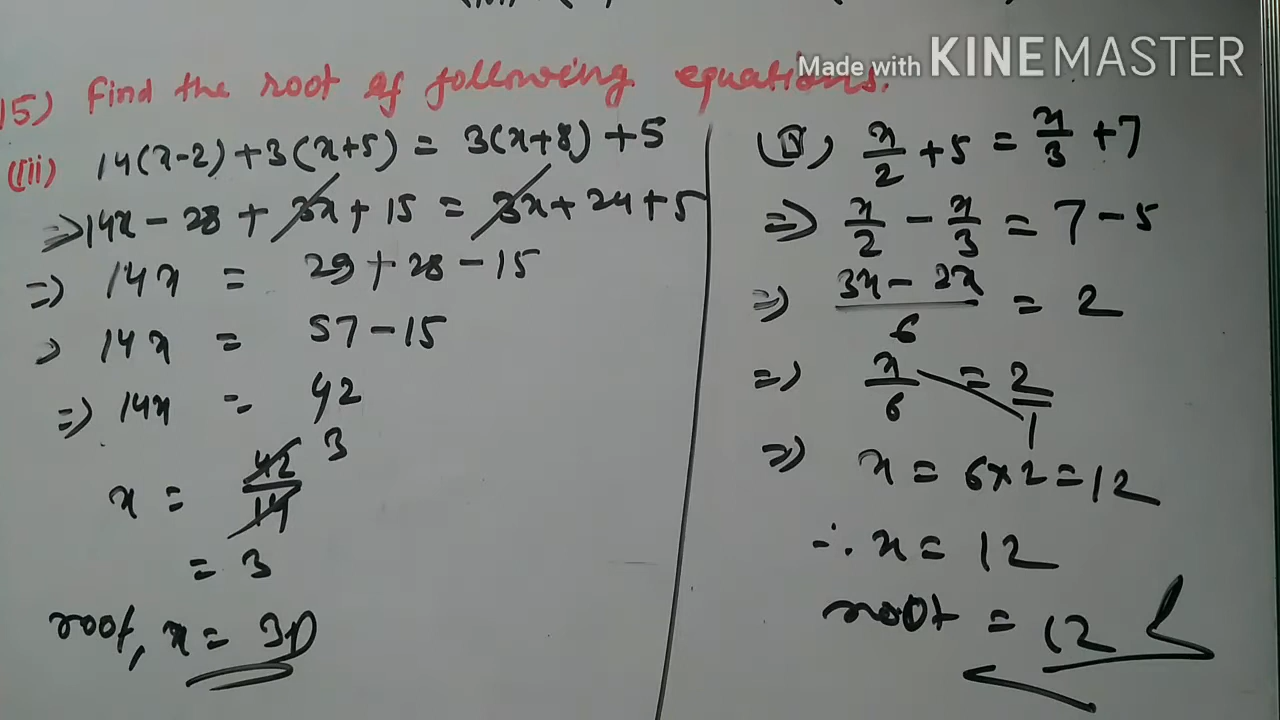 Made with KINEMASTER
15) Find the root of following equations.
(iii) 14(x-2)+3(x+5) = 3(x+8)+5
⇒14x - 28 + 3x + 15 = 3x + 24 + 5
⇒) 14x = 29 + 28 - 15
⇒ 14x = 57 - 15
⇒) 14x = 42
x = 42/14 3
= 3
root, x = 3
x/2 + 5 = x/3 + 7
⇒) x/2 - x/3 = 7 - 5
⇒) (3x - 2x)/6 = 2
⇒) x/6 = 2/1
⇒) x = 6×2 = 12
∴ x = 12
root = 12